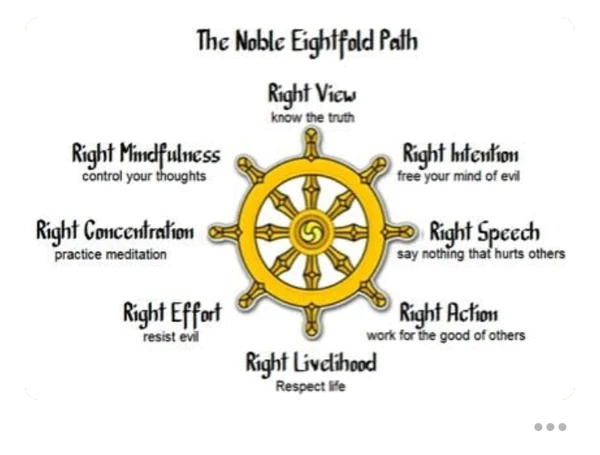 The Noble Eightfold Path
Right View
know the truth
Right Mindfulness
control your thoughts
Right Intention
free your mind of evil
Right Concentration
practice meditation
Right Speech
say nothing that hurts others
Right Effort
resist evil
Right Action
work for the good of others
Right Livelihood
Respect life